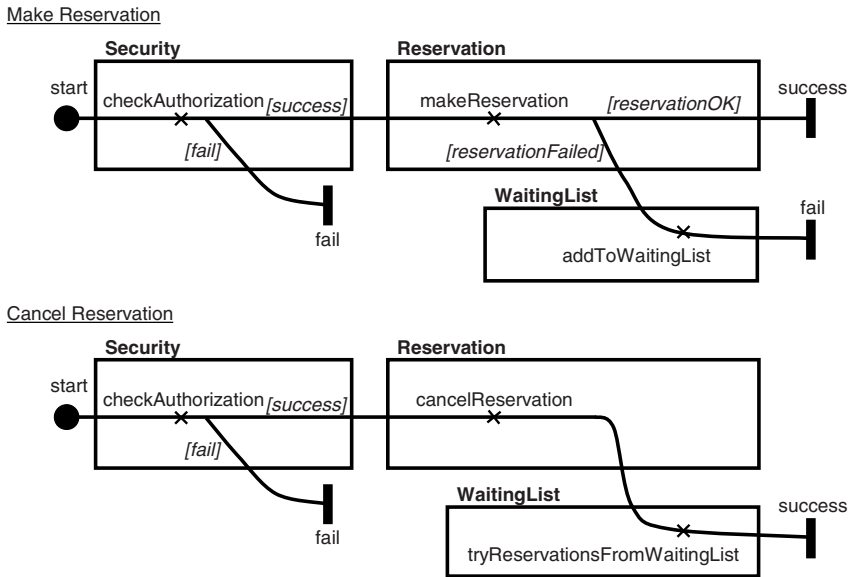 Make Reservation
Security
Reservation
start
checkAuthorization
[success]
makeReservation
[reservationOK]
success
[fail]
[reservationFailed]
fail
WaitingList
addToWaitingList
fail
Cancel Reservation
Security
Reservation
start
checkAuthorization
[success]
cancelReservation
[fail]
fail
WaitingList
tryReservationsFromWaitingList
success